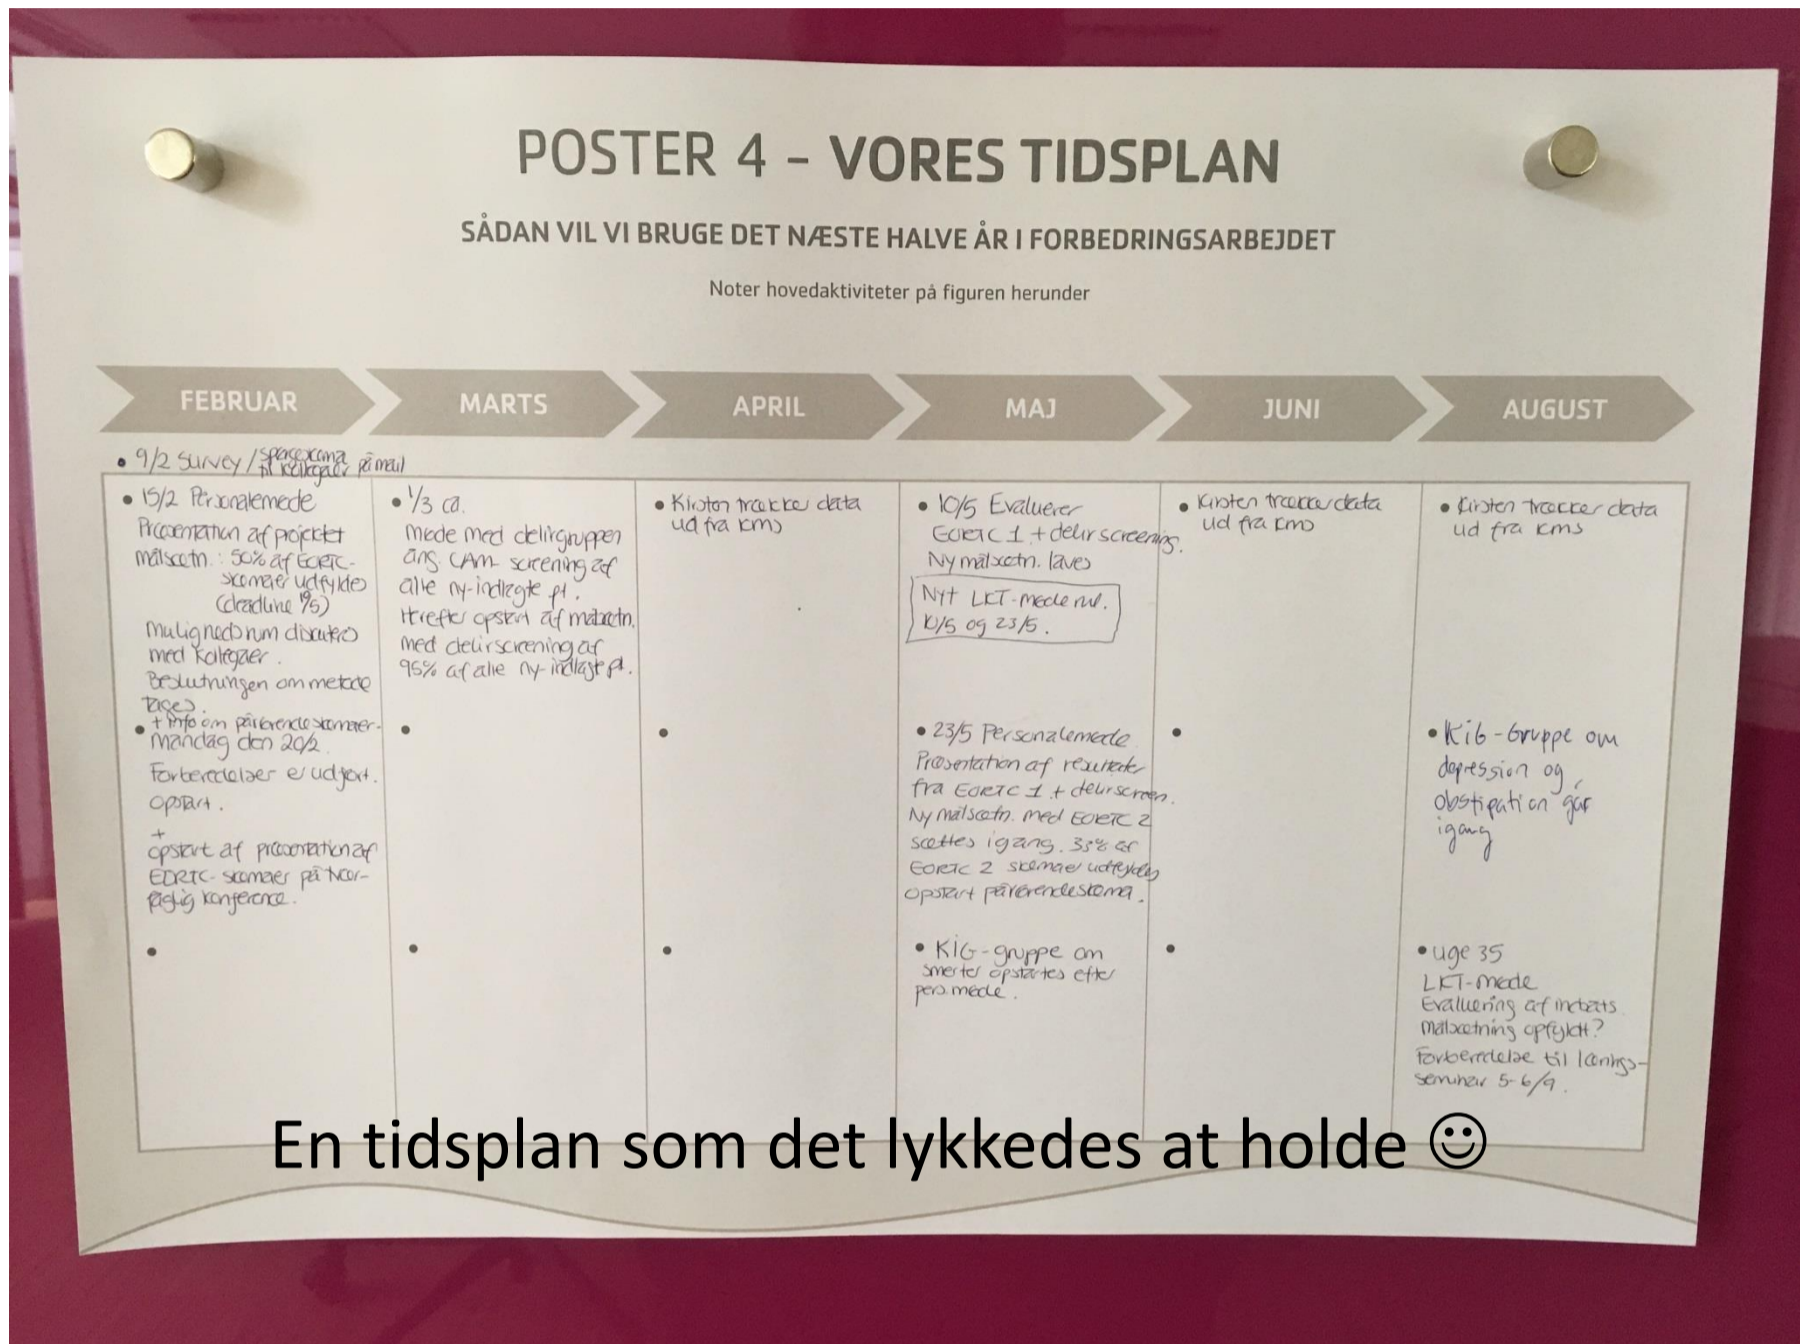 POSTER 4 – VORES TIDSPLAN
SÅDAN VIL VI BRUGE DET NÆSTE HALVE ÅR I FORBEDRINGSARBEJDET
Noter hovedaktiviteter på figuren herunder
FEBRUAR
• 9/2 Survey / spørgeskema
til kollegaer på mail
• 15/2 Personalemøde
Præsentation af projektet
målsætn.: 50% af EORTC-
skemaer udfyldes
(deadline
Mulighedsrum diskuteres
med kollegaer.
Beslutningen om metode
tages.
+ info om pårørendeskemaer-
• mandag den 20/2
Forberedelser er udført.
Opstart.
+
opstart af præsentation af
EORTC-skemaer på tvær-
faglig konference.
•
MARTS
• 1/3 ca.
Møde med delirgruppen
ang. CAM-screening af
alle ny-indlagte pt.
Herefter opstart af målsætn.
med delirscreening af
95% af alle ny-indlagte pt.
•
•
APRIL
• Kirsten trækker data
ud fra KMS
•
•
MAJ
• 10/5 Evaluerer
EORTC 1 + delirscreening.
Ny målsætn. laves
Nyt LKT-møde ml.
10/5 og 23/5.
• 23/5 Personalemøde
Præsentation af resultater
fra EORTC 1 + delirscreen.
Ny målsætn. med EORTC 2
sættes igang. 33% af
EORTC 2 skemaer udfyldes
opstart pårørendeskema.
• KIG-gruppe om
smerter opstartes efter
pers.møde.
JUNI
• Kirsten trækker data
ud fra KMS
•
•
AUGUST
• Kirsten trækker data
ud fra KMS
• KIG-Gruppe om
depression og
obstipation går
igang
• uge 35
LKT-møde
Evaluering af indsats.
Målsætning opfyldt?
Forberedelse til lærings-
seminar 5-6/9.
En tidsplan som det lykkedes at holde ☺